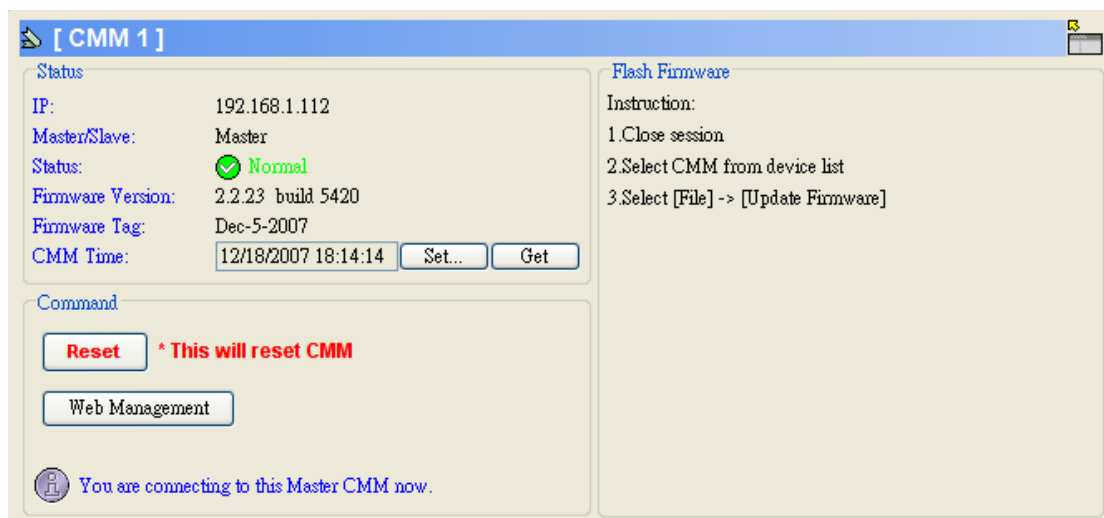 [ CMM 1 ]
Status
IP: 192.168.1.112
Master/Slave: Master
Status: Normal
Firmware Version: 2.2.23 build 5420
Firmware Tag: Dec-5-2007
CMM Time: 12/18/2007 18:14:14 Set... Get
Command
Reset * This will reset CMM
Web Management
You are connecting to this Master CMM now.
Flash Firmware
Instruction:
1.Close session
2.Select CMM from device list
3.Select [File] -> [Update Firmware]